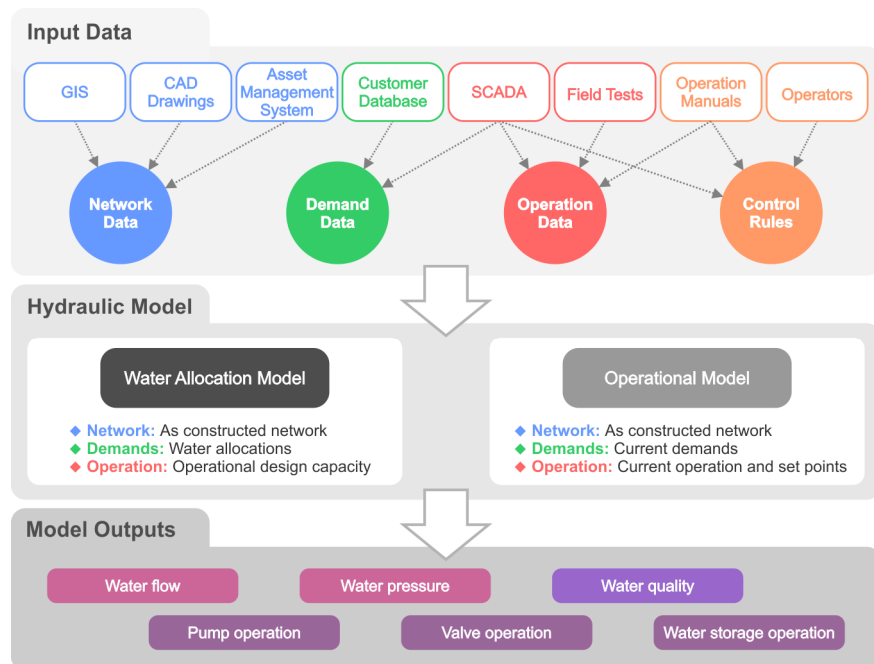 Input Data
GIS
CAD
Drawings
Asset
Management
System
Customer
Database
SCADA
Field Tests
Operation
Manuals
Operators
Network
Data
Demand
Data
Operation
Data
Control
Rules
Hydraulic Model
Water Allocation Model
Network: As constructed network
Demands: Water allocations
Operation: Operational design capacity
Operational Model
Network: As constructed network
Demands: Current demands
Operation: Current operation and set points
Model Outputs
Water flow
Water pressure
Water quality
Pump operation
Valve operation
Water storage operation